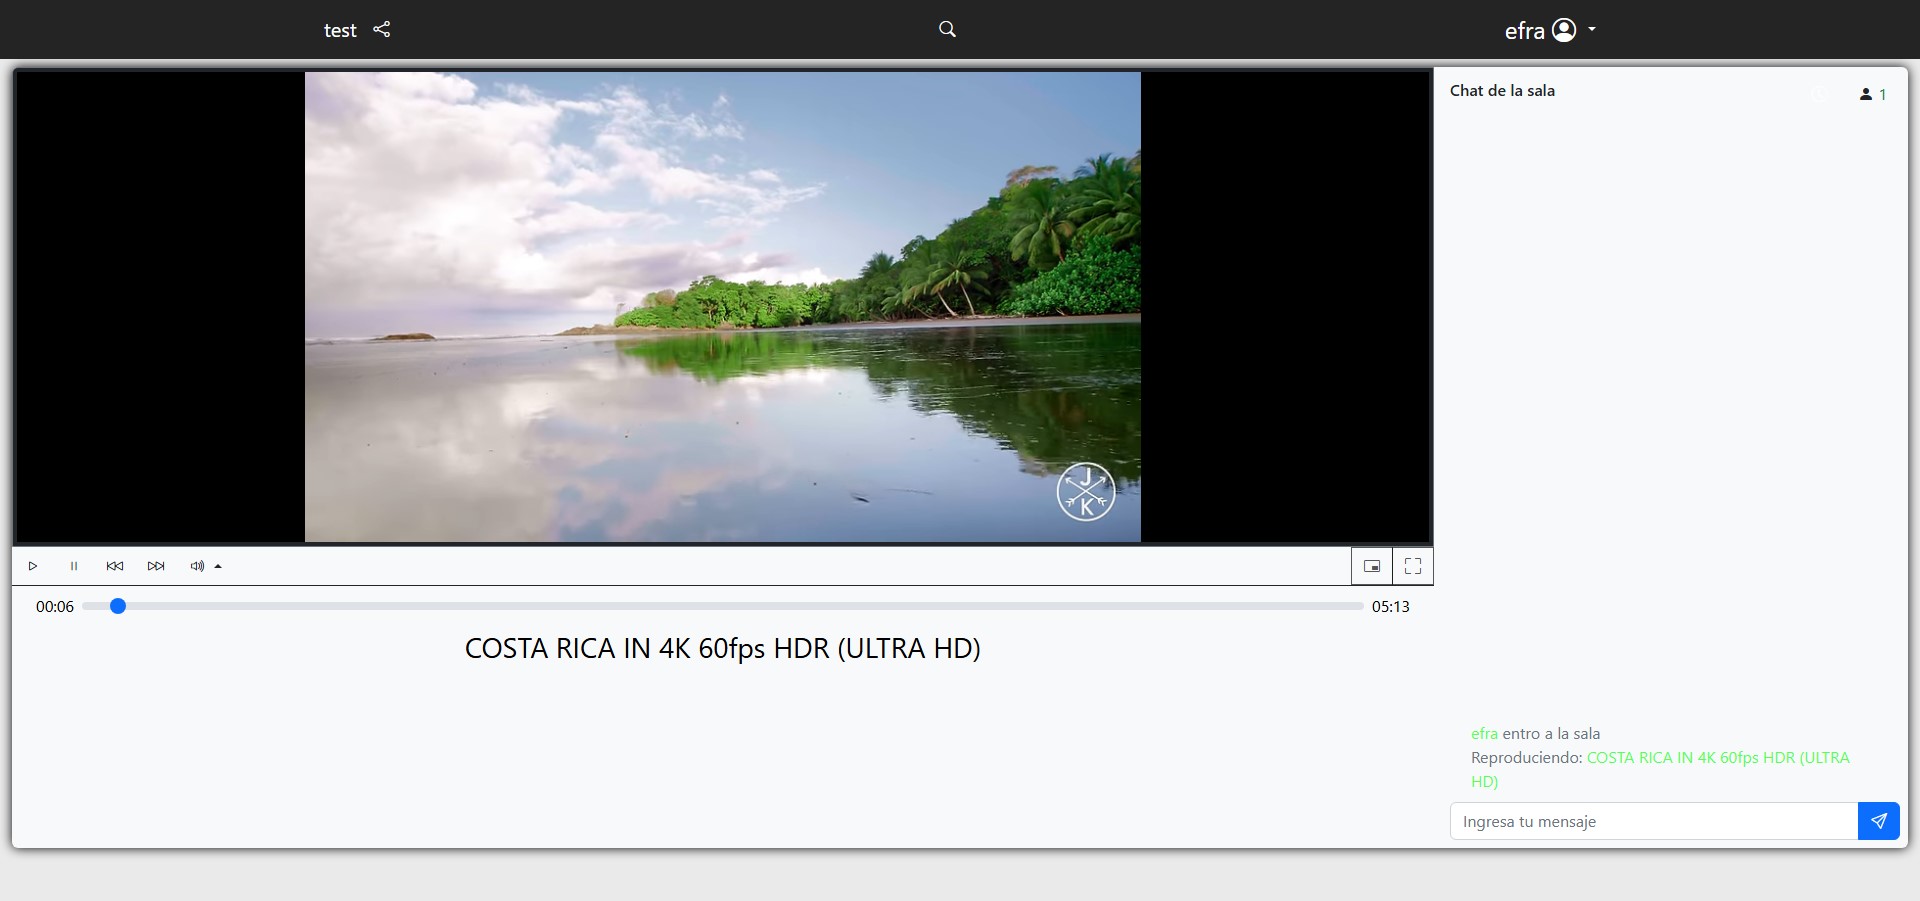 test
efra
Chat de la sala
1
J
K
00:06
05:13
COSTA RICA IN 4K 60fps HDR (ULTRA HD)
efra entro a la sala
Reproduciendo: COSTA RICA IN 4K 60fps HDR (ULTRA
HD)
Ingresa tu mensaje